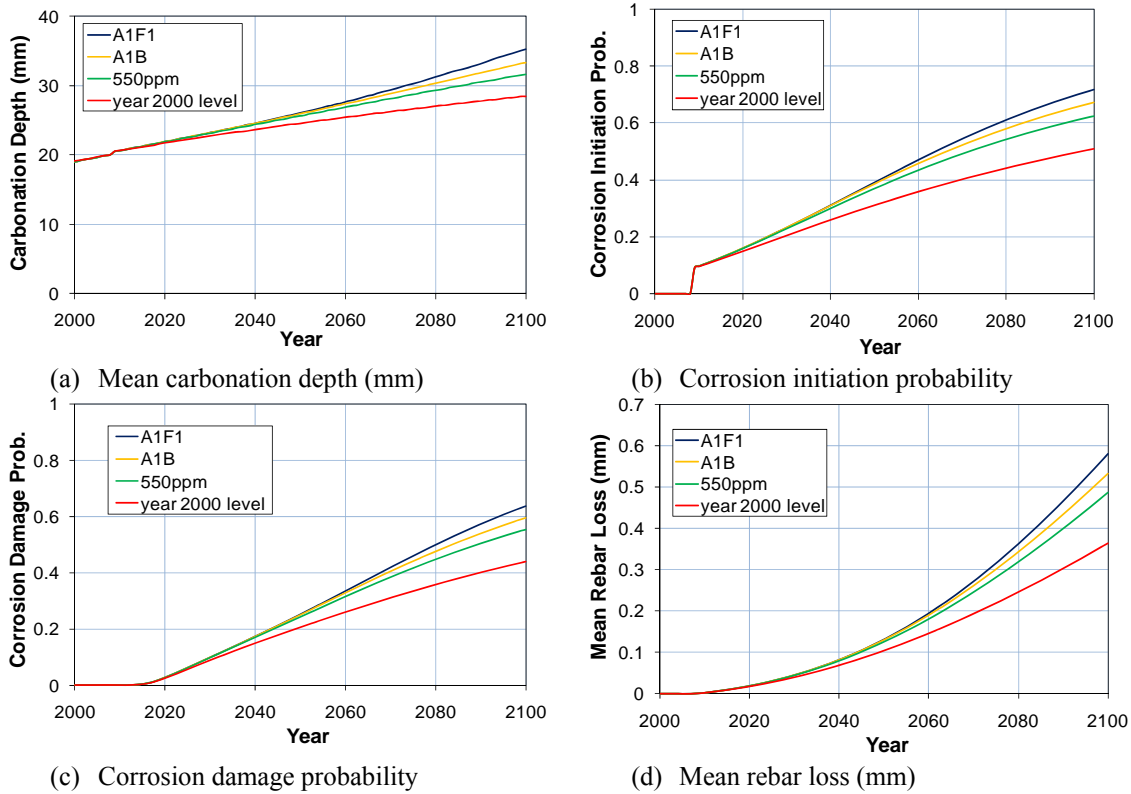 40
30
20
10
0
Carbonation Depth (mm)
A1F1
A1B
550ppm
year 2000 level
2000 2020 2040 2060 2080 2100
Year
(a) Mean carbonation depth (mm)
1
0.8
0.6
0.4
0.2
0
Corrosion Initiation Prob.
A1F1
A1B
550ppm
year 2000 level
2000 2020 2040 2060 2080 2100
Year
(b) Corrosion initiation probability
1
0.8
0.6
0.4
0.2
0
Corrosion Damage Prob.
A1F1
A1B
550ppm
year 2000 level
2000 2020 2040 2060 2080 2100
Year
(c) Corrosion damage probability
0.7
0.6
0.5
0.4
0.3
0.2
0.1
0
Mean Rebar Loss (mm)
A1F1
A1B
550ppm
year 2000 level
2000 2020 2040 2060 2080 2100
Year
(d) Mean rebar loss (mm)